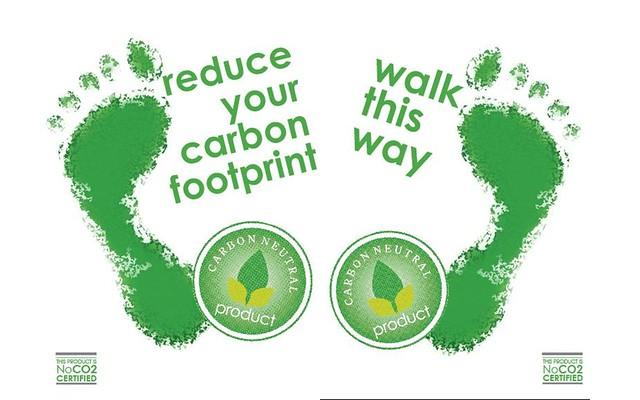 reduce
your
carbon
footprint
walk
this
way
CARBON NEUTRAL
product
CARBON NEUTRAL
product
THIS PRODUCT IS
NoCO2
CERTIFIED
THIS PRODUCT IS
NoCO2
CERTIFIED